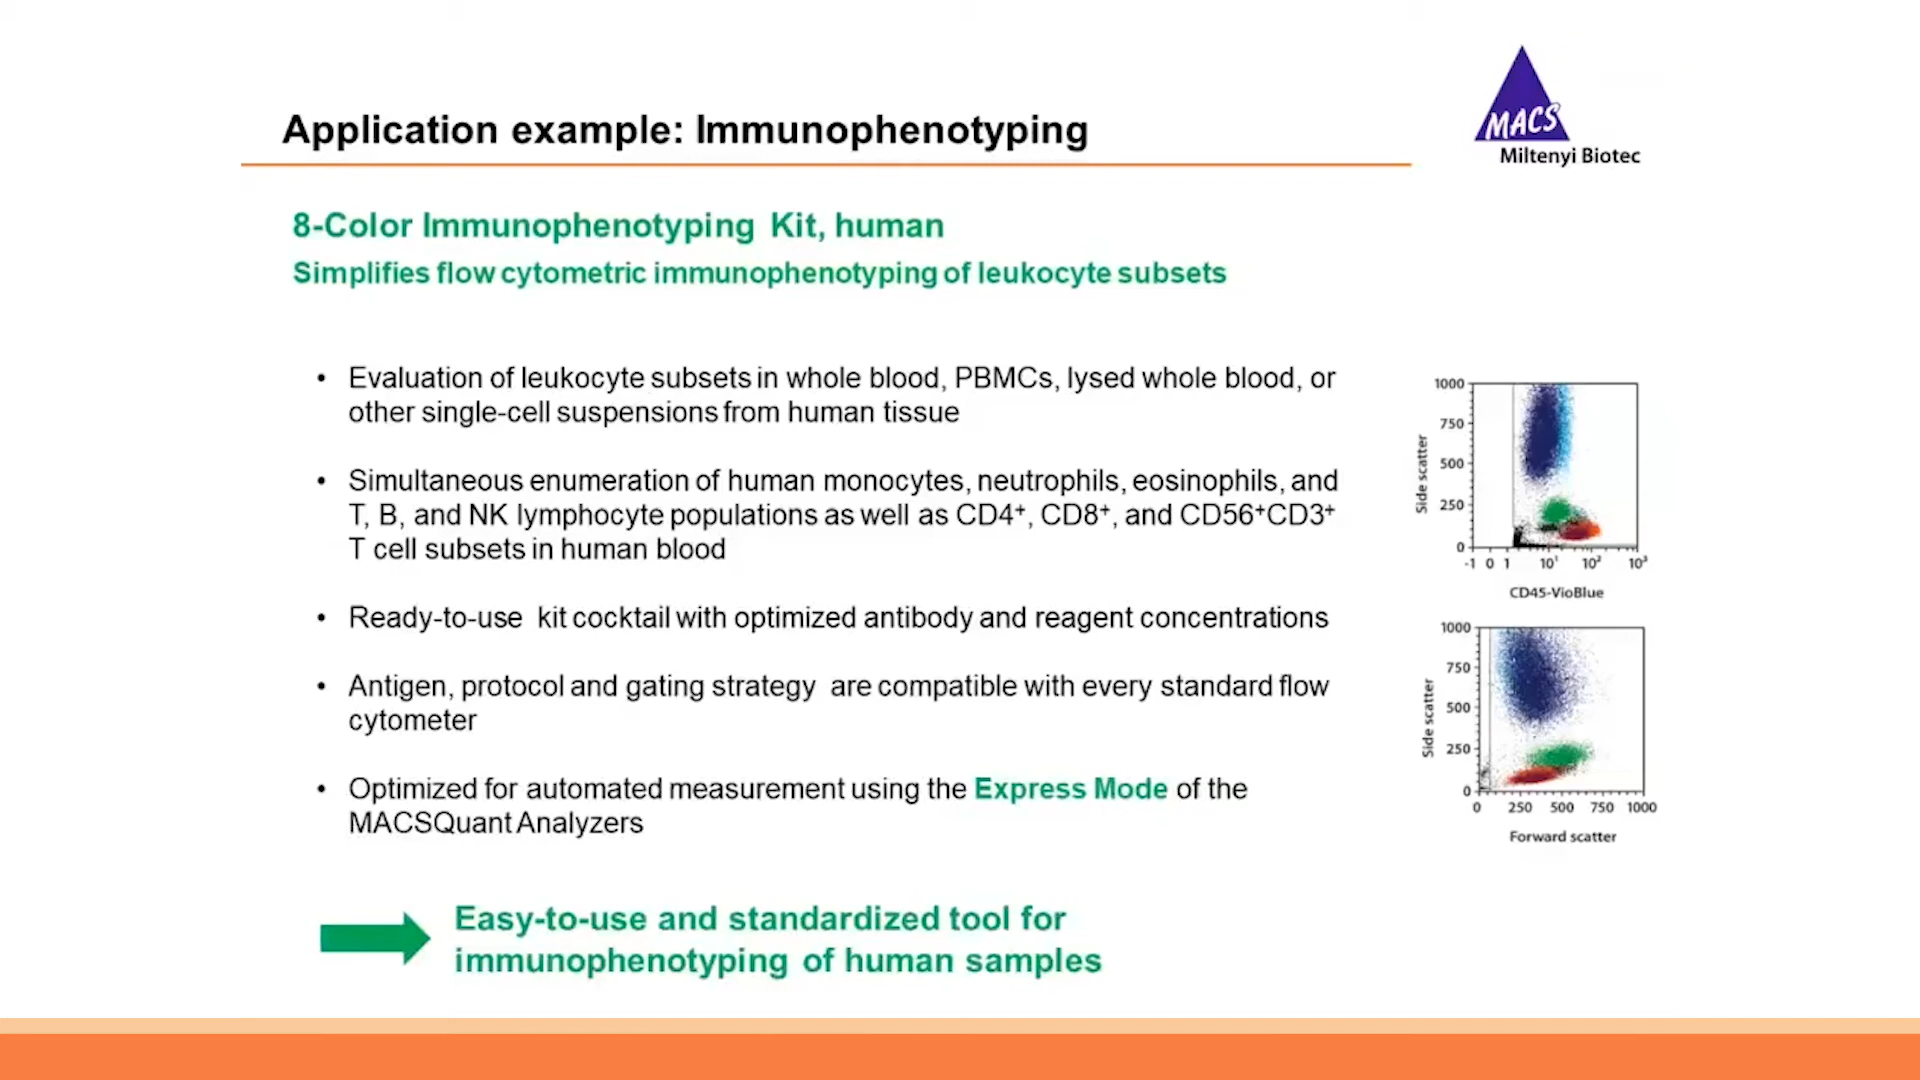 MACS
Miltenyi Biotec
Application example: Immunophenotyping
8-Color Immunophenotyping Kit, human
Simplifies flow cytometric immunophenotyping of leukocyte subsets
• Evaluation of leukocyte subsets in whole blood, PBMCs, lysed whole blood, or
other single-cell suspensions from human tissue
• Simultaneous enumeration of human monocytes, neutrophils, eosinophils, and
T, B, and NK lymphocyte populations as well as CD4⁺, CD8⁺, and CD56⁺CD3⁺
T cell subsets in human blood
• Ready-to-use kit cocktail with optimized antibody and reagent concentrations
• Antigen, protocol and gating strategy are compatible with every standard flow
cytometer
• Optimized for automated measurement using the Express Mode of the
MACSQuant Analyzers
Easy-to-use and standardized tool for
immunophenotyping of human samples
1000
750
500
250
0
Side scatter
-1 0 1 10¹ 10² 10³
CD45-VioBlue
1000
750
500
250
0
Side scatter
0 250 500 750 1000
Forward scatter